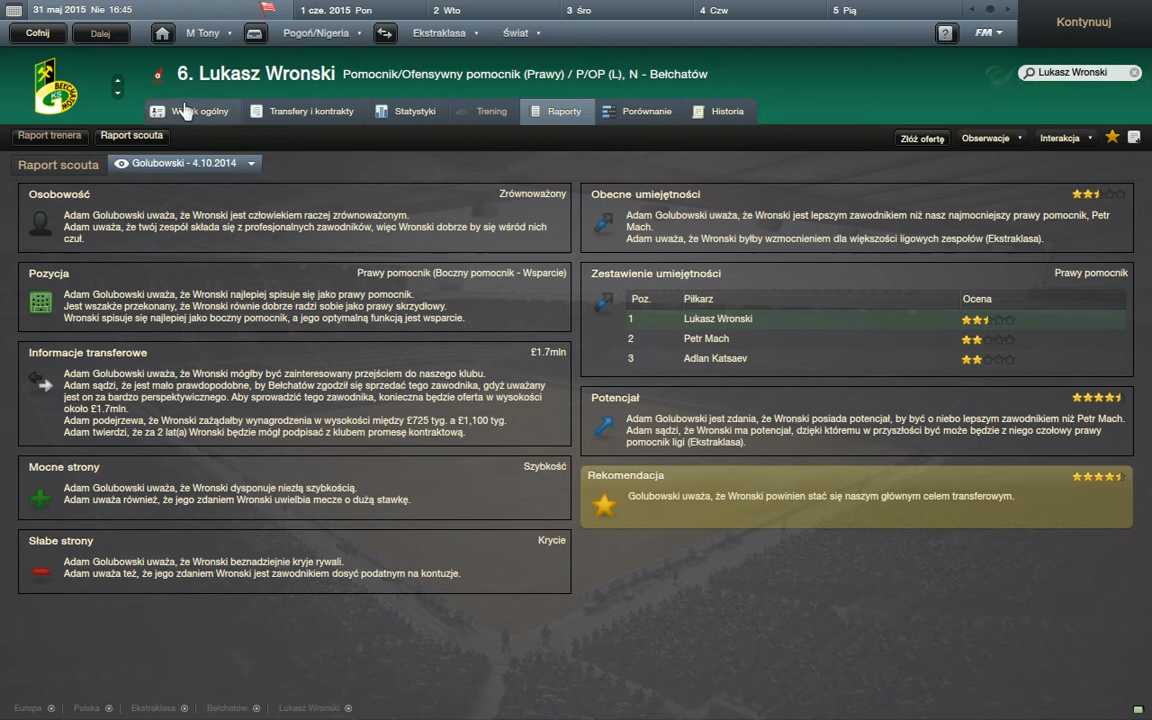 31 maj 2015 Nie 16:45
1 cze. 2015 Pon
2 Wto
3 Śro
4 Czw
5 Pią
Kontynuuj
Cofnij
Dalej
M Tony
Pogoń/Nigeria
Ekstraklasa
Świat
?
FM
6. Lukasz Wronski Pomocnik/Ofensywny pomocnik (Prawy) / P/OP (L), N - Bełchatów
Lukasz Wronski
GKS
BEŁCHATÓW
ogólny
Transfery i kontrakty
Statystyki
Trening
Raporty
Porównanie
Historia
Raport trenera
Raport scouta
Złóż ofertę
Obserwacje
Interakcja
Raport scouta
Golubowski - 4.10.2014
Osobowość
Zrównoważony
Adam Golubowski uważa, że Wronski jest człowiekiem raczej zrównoważonym.
Adam uważa, że twój zespół składa się z profesjonalnych zawodników, więc Wronski dobrze by się wśród nich
czuł.
Pozycja
Prawy pomocnik (Boczny pomocnik - Wsparcie)
Adam Golubowski uważa, że Wronski najlepiej spisuje się jako prawy pomocnik.
Jest wszakże przekonany, że Wronski równie dobrze radzi sobie jako prawy skrzydłowy.
Wronski spisuje się najlepiej jako boczny pomocnik, a jego optymalną funkcją jest wsparcie.
Informacje transferowe
£1.7mln
Adam Golubowski uważa, że Wronski mógłby być zainteresowany przejściem do naszego klubu.
Adam sądzi, że jest mało prawdopodobne, by Bełchatów zgodził się sprzedać tego zawodnika, gdyż uważany
jest on za bardzo perspektywicznego. Aby sprowadzić tego zawodnika, konieczna będzie oferta w wysokości
około £1.7mln.
Adam podejrzewa, że Wronski zażądałby wynagrodzenia w wysokości między £725 tyg. a £1,100 tyg.
Adam twierdzi, że za 2 lat(a) Wronski będzie mógł podpisać z klubem promesę kontraktową.
Mocne strony
Szybkość
Adam Golubowski uważa, że Wronski dysponuje niezłą szybkością.
Adam uważa również, że jego zdaniem Wronski uwielbia mecze o dużą stawkę.
Słabe strony
Krycie
Adam Golubowski uważa, że Wronski beznadziejnie kryje rywali.
Adam uważa też, że jego zdaniem Wronski jest zawodnikiem dosyć podatnym na kontuzje.
Obecne umiejętności
Adam Golubowski uważa, że Wronski jest lepszym zawodnikiem niż nasz najmocniejszy prawy pomocnik, Petr
Mach.
Adam uważa, że Wronski byłby wzmocnieniem dla większości ligowych zespołów (Ekstraklasa).
Zestawienie umiejętności
Prawy pomocnik
Poz. Piłkarz Ocena
1 Lukasz Wronski
2 Petr Mach
3 Adlan Katsaev
Potencjał
Adam Golubowski jest zdania, że Wronski posiada potencjał, by być o niebo lepszym zawodnikiem niż Petr Mach.
Adam sądzi, że Wronski ma potencjał, dzięki któremu w przyszłości być może będzie z niego czołowy prawy
pomocnik ligi (Ekstraklasa).
Rekomendacja
Golubowski uważa, że Wronski powinien stać się naszym głównym celem transferowym.
Europa
Polska
Ekstraklasa
Bełchatów
Lukasz Wronski